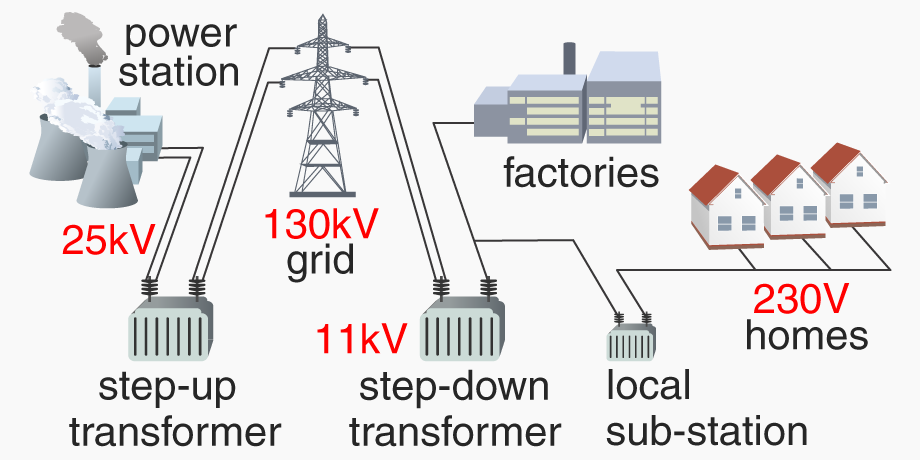 power
station
25kV
130kV
grid
factories
11kV
230V
homes
step-up
transformer
step-down
transformer
local
sub-station